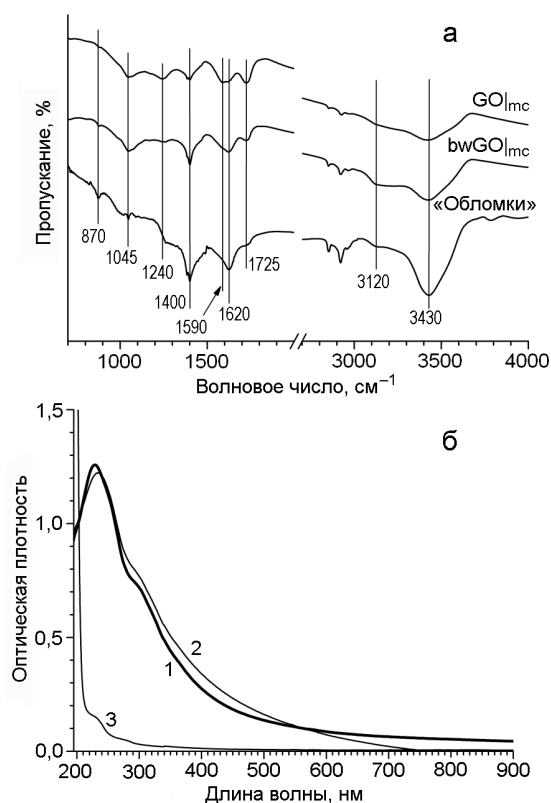 а
Пропускание, %
GO|mc
bwGO|mc
«Обломки»
870
1045
1240
1400
1590
1620
1725
3120
3430
1000 1500 3000 3500 4000
Волновое число, см–1
б
Оптическая плотность
1,5
1,0
0,5
0,0
1
2
3
200 300 400 500 600 700 800 900
Длина волны, нм